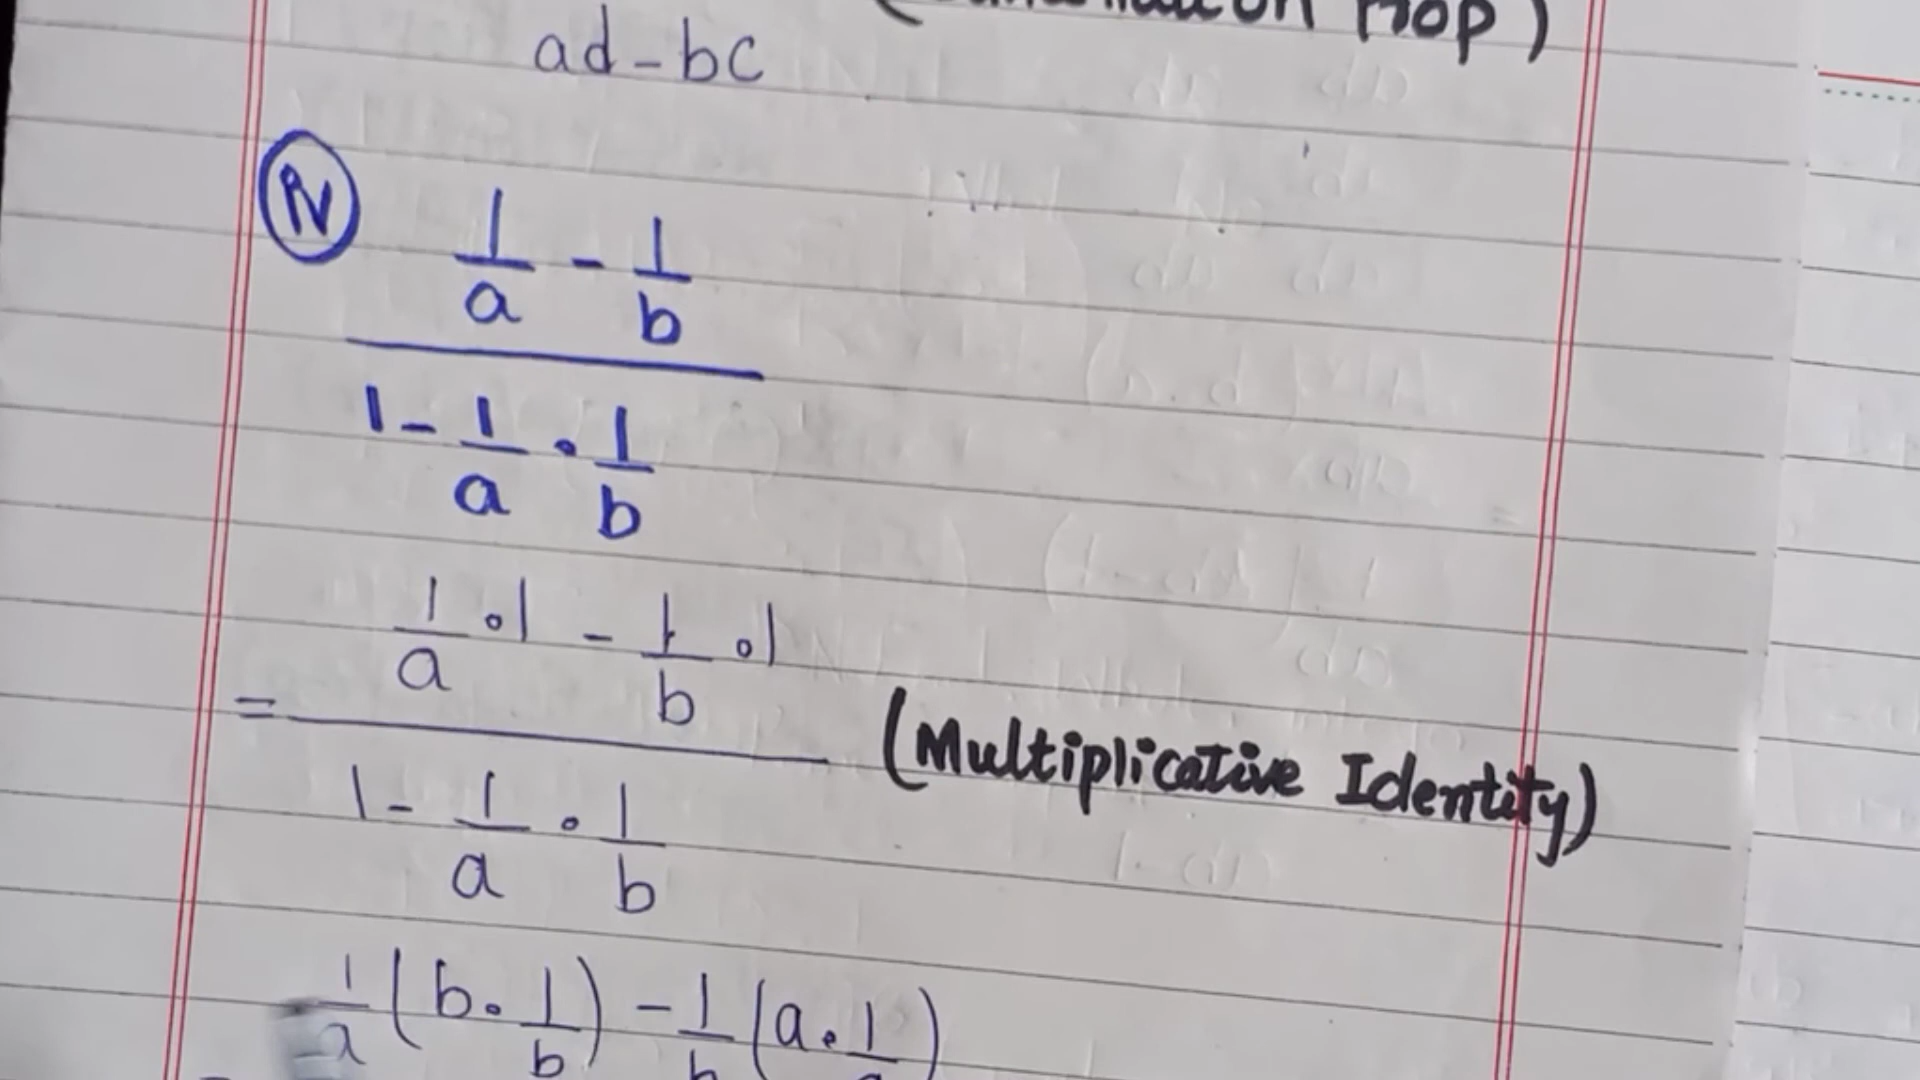 Prop)
ad-bc
(iv) 1/a - 1/b
1 - 1/a . 1/b
= 1/a . 1 - 1/b . 1
(Multiplicative Identity)
1 - 1/a . 1/b
1/a (b . 1/b) - 1/b (a . 1/a)